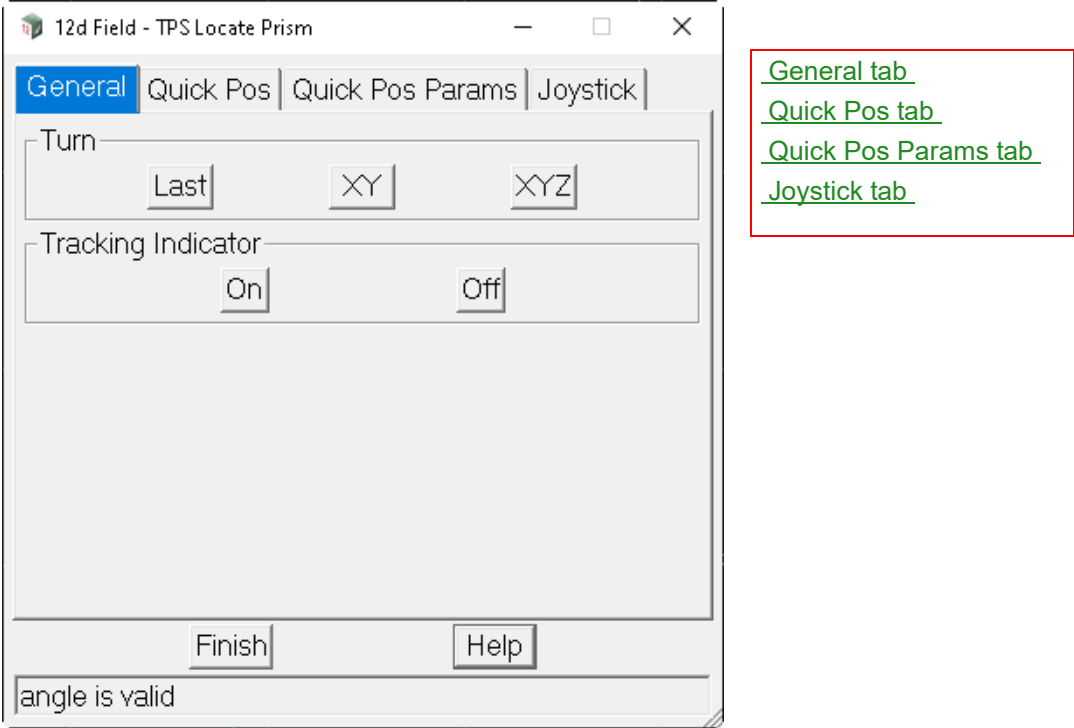 12d Field - TPS Locate Prism
General Quick Pos Quick Pos Params Joystick
Turn
Last XY XYZ
Tracking Indicator
On Off
Finish Help
angle is valid
General tab
Quick Pos tab
Quick Pos Params tab
Joystick tab